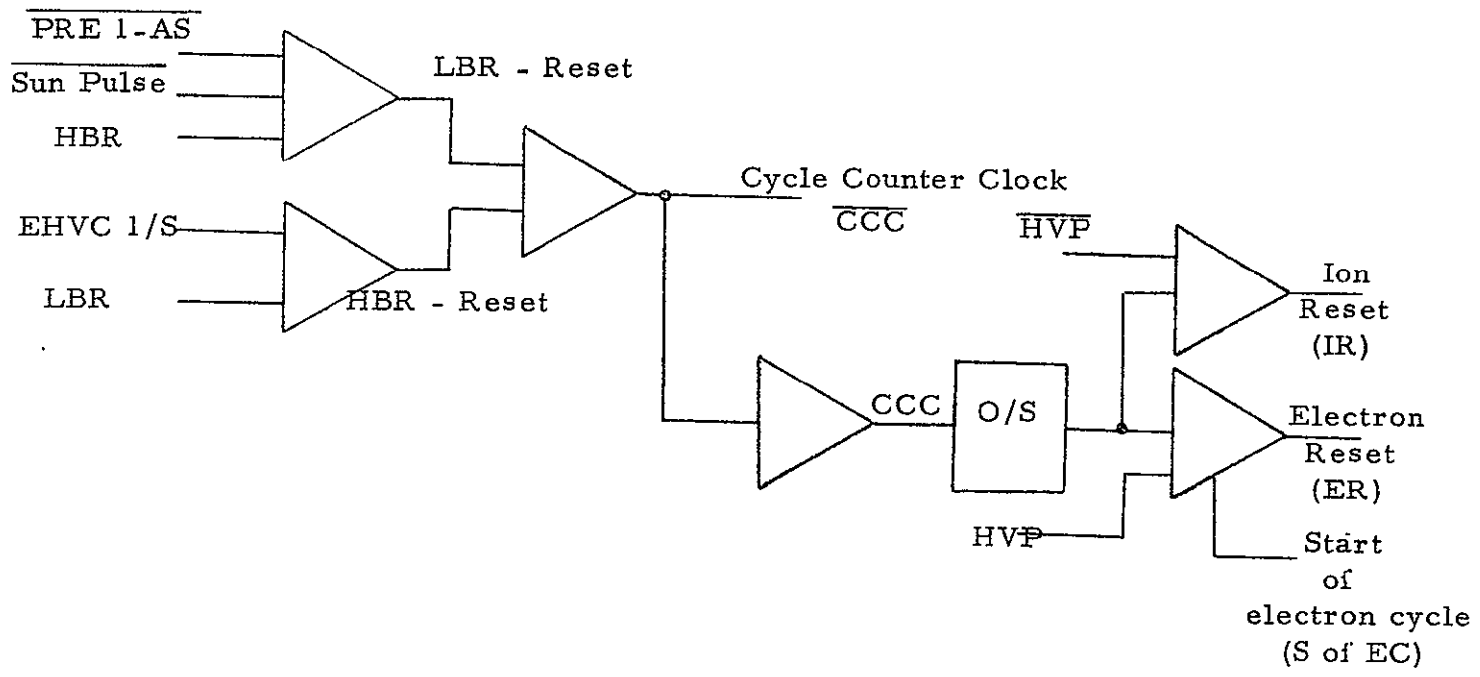 PRE 1-AS
Sun Pulse
HBR
LBR - Reset
EHVC 1/S
LBR
HBR - Reset
Cycle Counter Clock
CCC
HVP
Ion
Reset
(IR)
CCC
O/S
Electron
Reset
(ER)
HVP
Start
of
electron cycle
(S of EC)